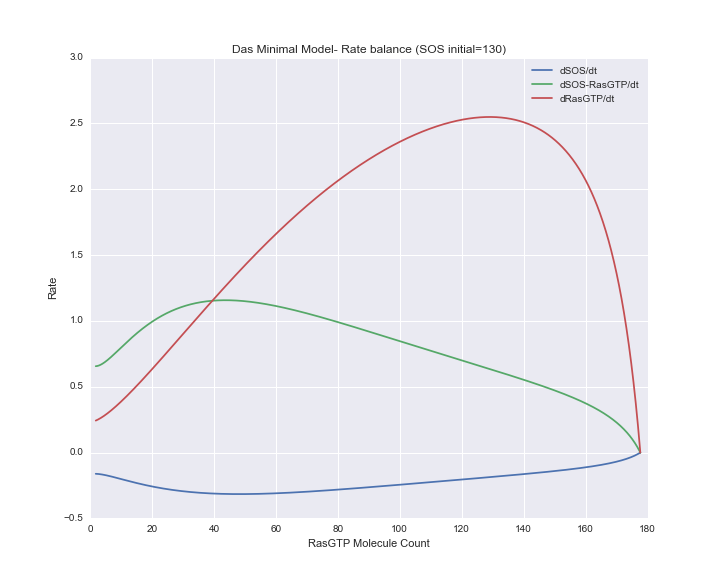 Das Minimal Model- Rate balance (SOS initial=130)
3.0
2.5
2.0
1.5
1.0
0.5
0.0
−0.5
Rate
dSOS/dt
dSOS-RasGTP/dt
dRasGTP/dt
0 20 40 60 80 100 120 140 160 180
RasGTP Molecule Count